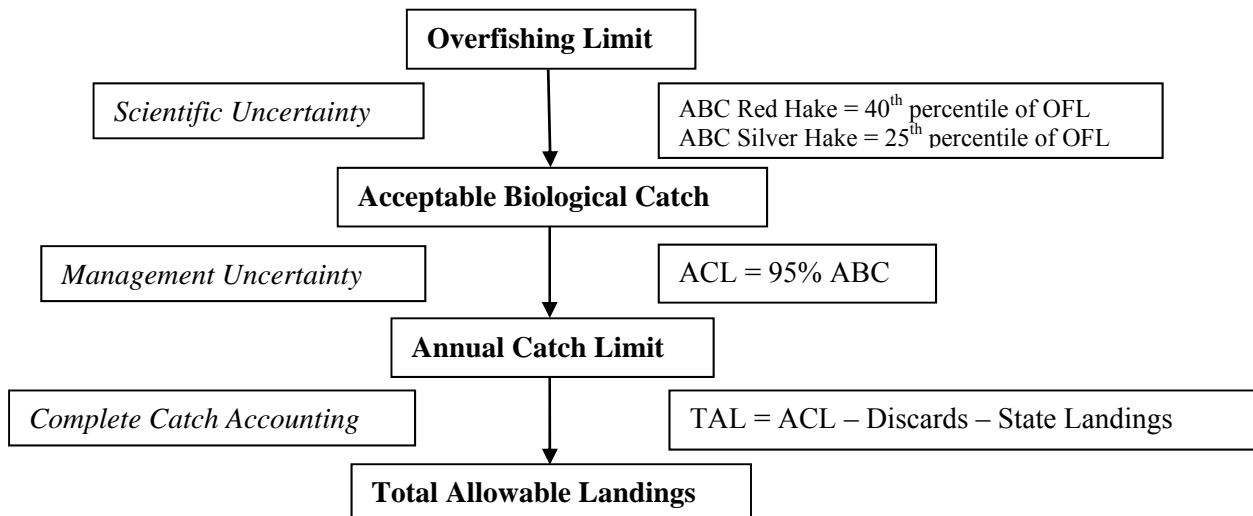 Overfishing Limit
Scientific Uncertainty
ABC Red Hake = 40th percentile of OFL
ABC Silver Hake = 25th percentile of OFL
Acceptable Biological Catch
Management Uncertainty
ACL = 95% ABC
Annual Catch Limit
Complete Catch Accounting
TAL = ACL – Discards – State Landings
Total Allowable Landings